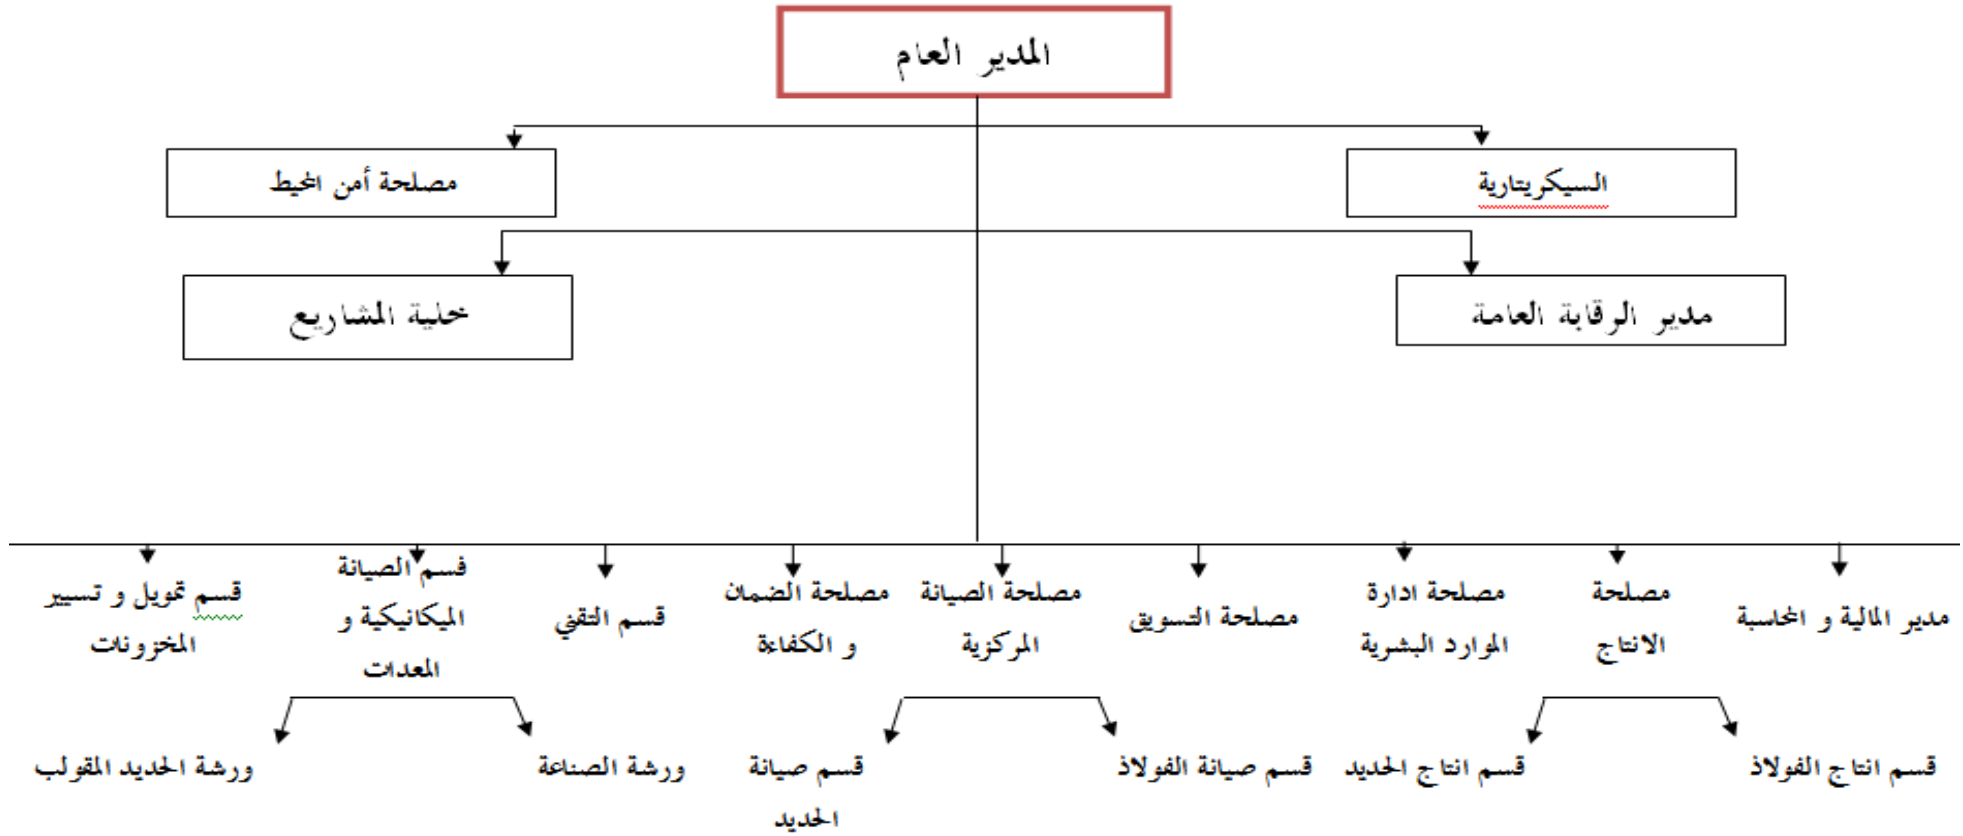 المدير العام
السيكريتارية
مصلحة أمن المحيط
مدير الرقابة العامة
خلية المشاريع
مدير المالية و المحاسبة
مصلحة
الانتاج
مصلحة ادارة
الموارد البشرية
مصلحة التسويق
مصلحة الصيانة
المركزية
مصلحة الضمان
و الكفاءة
قسم التقني
قسم الصيانة
الميكانيكية و
المعدات
قسم تمويل و تسيير
المخزونات
قسم انتاج الفولاذ
قسم انتاج الحديد
قسم صيانة الفولاذ
قسم صيانة
الحديد
ورشة الصناعة
ورشة الحديد المقولب